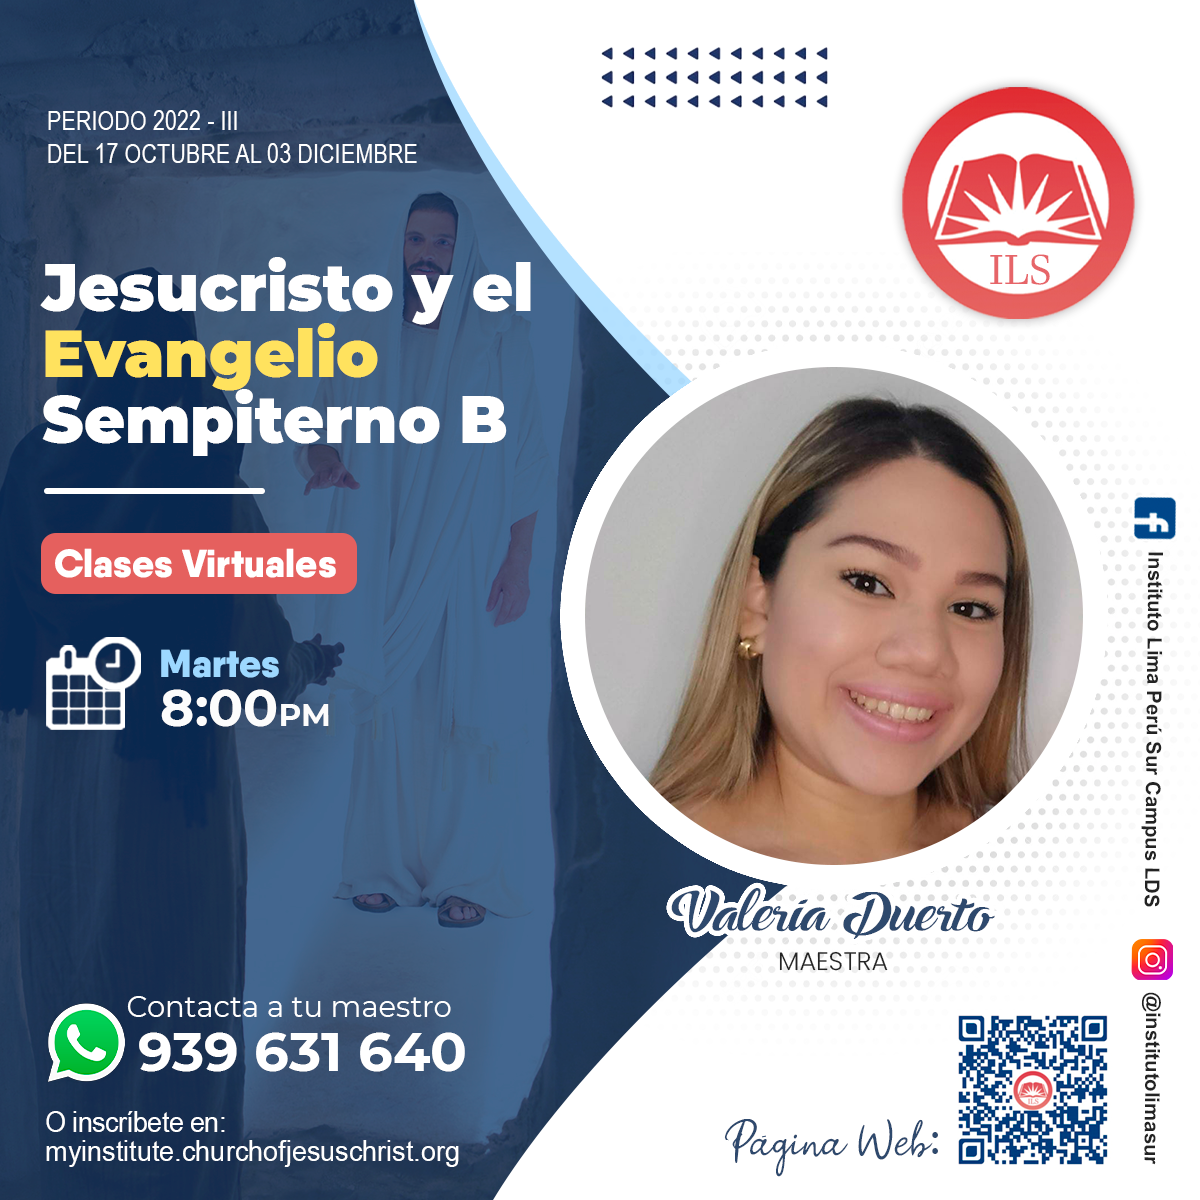 PERIODO 2022 - III
DEL 17 OCTUBRE AL 03 DICIEMBRE
ILS
Jesucristo y el
Evangelio
Sempiterno B
Clases Virtuales
Martes
8:00PM
Valería Duerto
MAESTRA
Instituto Lima Perú Sur Campus LDS
@institutolimasur
Contacta a tu maestro
939 631 640
O inscríbete en:
myinstitute.churchofjesuschrist.org
Página Web:
ILS